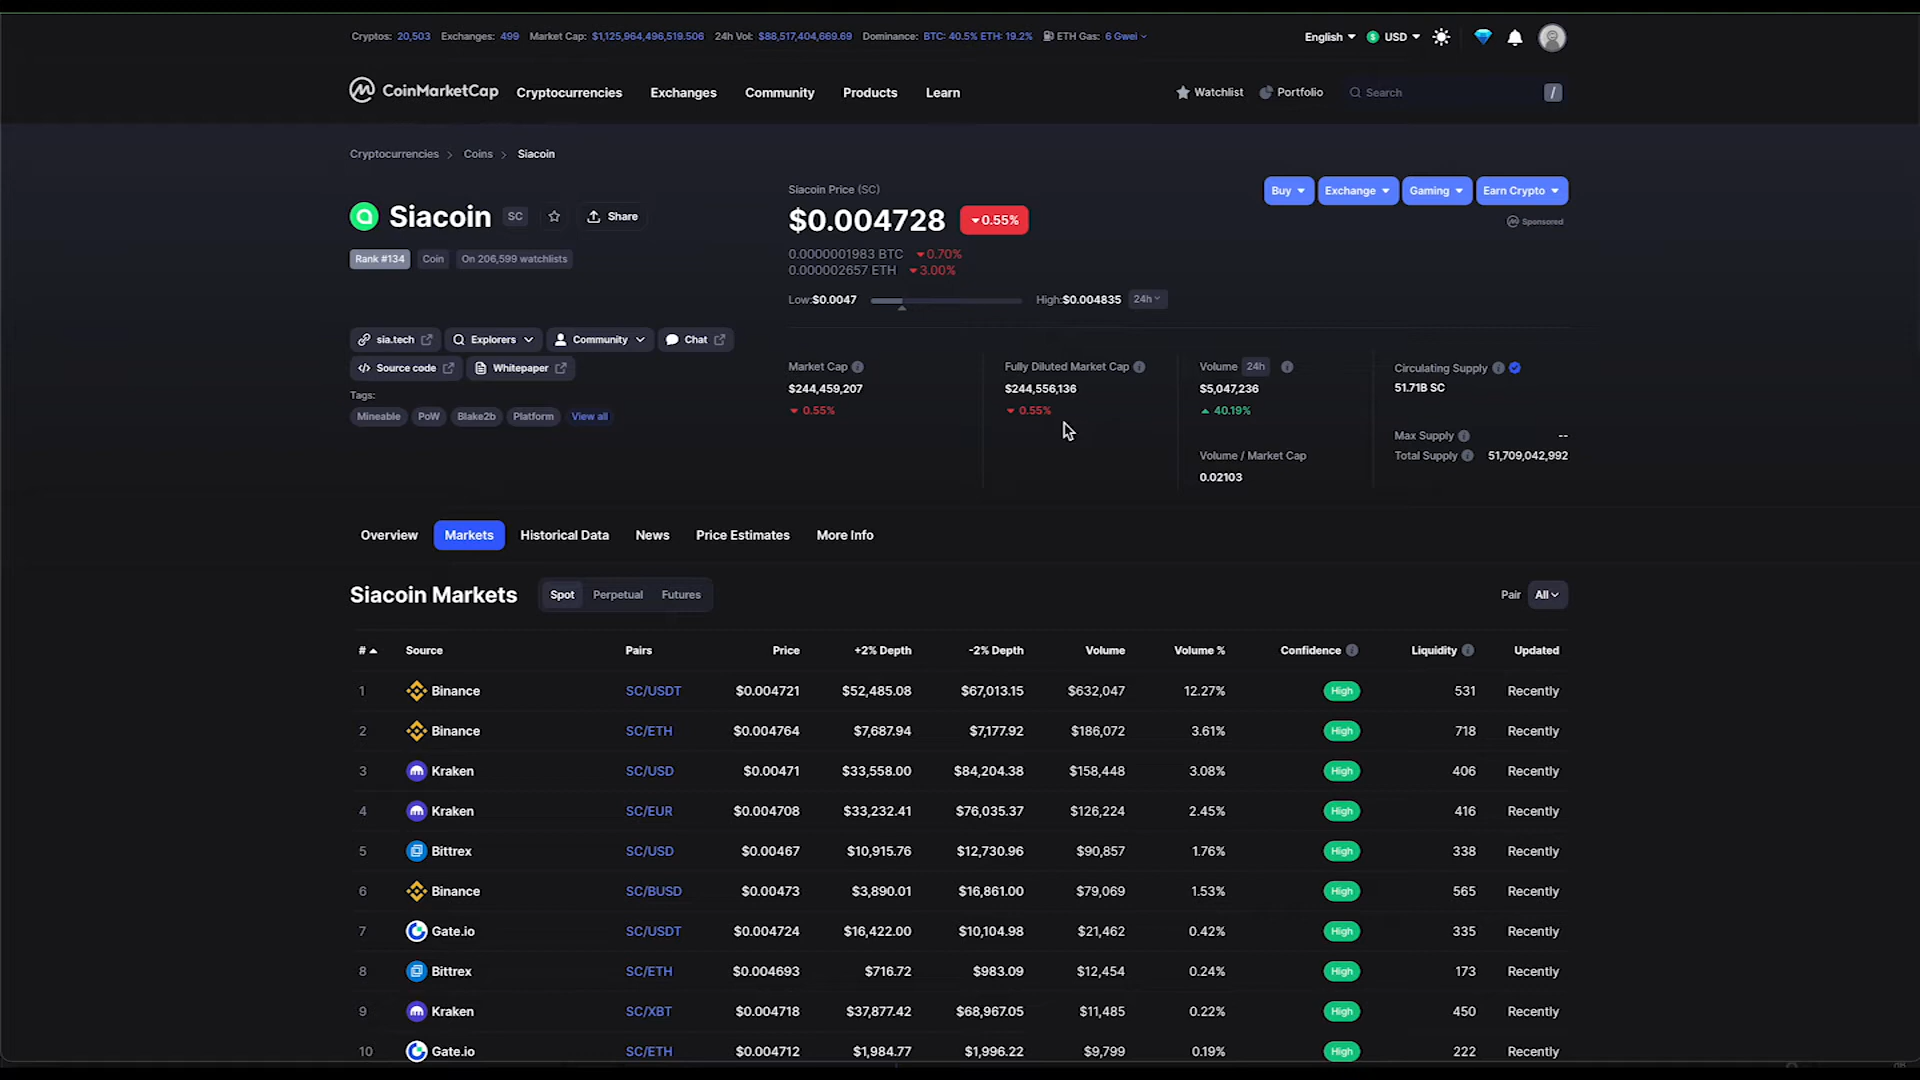 Cryptos: 20,503 Exchanges: 499 Market Cap: $1,125,964,496,519.506 24h Vol: $88,517,404,669.69 Dominance: BTC: 40.5% ETH: 19.2% ETH Gas: 6 Gwei
English USD
CoinMarketCap Cryptocurrencies Exchanges Community Products Learn Watchlist Portfolio Search /
Cryptocurrencies > Coins > Siacoin
Siacoin SC Share
Rank #134 Coin On 206,599 watchlists
Siacoin Price (SC)
$0.004728 0.55%
0.0000001983 BTC 0.70%
0.000002657 ETH 3.00%
Low:$0.0047 High:$0.004835 24h
Buy Exchange Gaming Earn Crypto
Sponsored
sia.tech Explorers Community Chat
Source code Whitepaper
Tags:
Mineable PoW Blake2b Platform View all
Market Cap
$244,459,207
0.55%
Fully Diluted Market Cap
$244,556,136
0.55%
Volume 24h
$5,047,236
40.19%
Volume / Market Cap
0.02103
Circulating Supply
51.71B SC
Max Supply --
Total Supply 51,709,042,992
Overview Markets Historical Data News Price Estimates More Info
Siacoin Markets Spot Perpetual Futures Pair All
# Source Pairs Price +2% Depth -2% Depth Volume Volume % Confidence Liquidity Updated
1 Binance SC/USDT $0.004721 $52,485.08 $67,013.15 $632,047 12.27% High 531 Recently
2 Binance SC/ETH $0.004764 $7,687.94 $7,177.92 $186,072 3.61% High 718 Recently
3 Kraken SC/USD $0.00471 $33,558.00 $84,204.38 $158,448 3.08% High 406 Recently
4 Kraken SC/EUR $0.004708 $33,232.41 $76,035.37 $126,224 2.45% High 416 Recently
5 Bittrex SC/USD $0.00467 $10,915.76 $12,730.96 $90,857 1.76% High 338 Recently
6 Binance SC/BUSD $0.00473 $3,890.01 $16,861.00 $79,069 1.53% High 565 Recently
7 Gate.io SC/USDT $0.004724 $16,422.00 $10,104.98 $21,462 0.42% High 335 Recently
8 Bittrex SC/ETH $0.004693 $716.72 $983.09 $12,454 0.24% High 173 Recently
9 Kraken SC/XBT $0.004718 $37,877.42 $68,967.05 $11,485 0.22% High 450 Recently
10 Gate.io SC/ETH $0.004712 $1,984.77 $1,996.22 $9,799 0.19% High 222 Recently